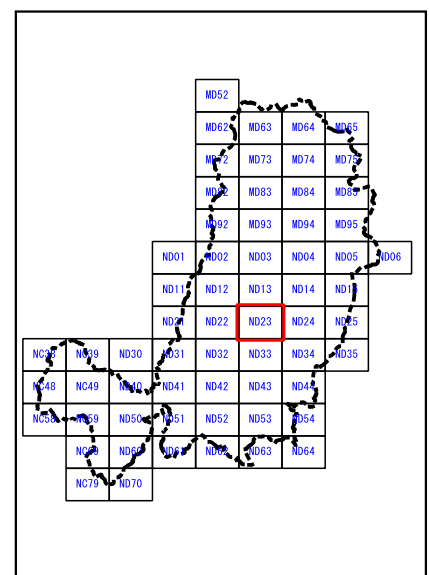 MD52
MD62 MD63 MD64 MD65
MD72 MD73 MD74 MD75
MD82 MD83 MD84 MD85
MD92 MD93 MD94 MD95
ND01 ND02 ND03 ND04 ND05 ND06
ND11 ND12 ND13 ND14 ND15
ND21 ND22 ND23 ND24 ND25
NC38 NC39 ND30 ND31 ND32 ND33 ND34 ND35
NC48 NC49 ND40 ND41 ND42 ND43 ND44
NC58 NC59 ND50 ND51 ND52 ND53 ND54
NC69 ND60 ND61 ND62 ND63 ND64
NC79 ND70